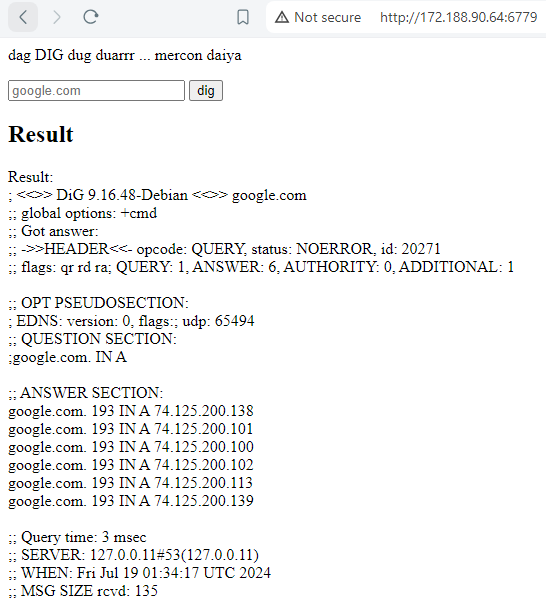 Not secure http://172.188.90.64:6779
dag DIG dug duarrr ... mercon daiya
google.com dig
Result
Result:
; <<>> DiG 9.16.48-Debian <<>> google.com
;; global options: +cmd
;; Got answer:
;; ->>HEADER<<- opcode: QUERY, status: NOERROR, id: 20271
;; flags: qr rd ra; QUERY: 1, ANSWER: 6, AUTHORITY: 0, ADDITIONAL: 1
;; OPT PSEUDOSECTION:
; EDNS: version: 0, flags:; udp: 65494
;; QUESTION SECTION:
;google.com. IN A
;; ANSWER SECTION:
google.com. 193 IN A 74.125.200.138
google.com. 193 IN A 74.125.200.101
google.com. 193 IN A 74.125.200.100
google.com. 193 IN A 74.125.200.102
google.com. 193 IN A 74.125.200.113
google.com. 193 IN A 74.125.200.139
;; Query time: 3 msec
;; SERVER: 127.0.0.11#53(127.0.0.11)
;; WHEN: Fri Jul 19 01:34:17 UTC 2024
;; MSG SIZE rcvd: 135